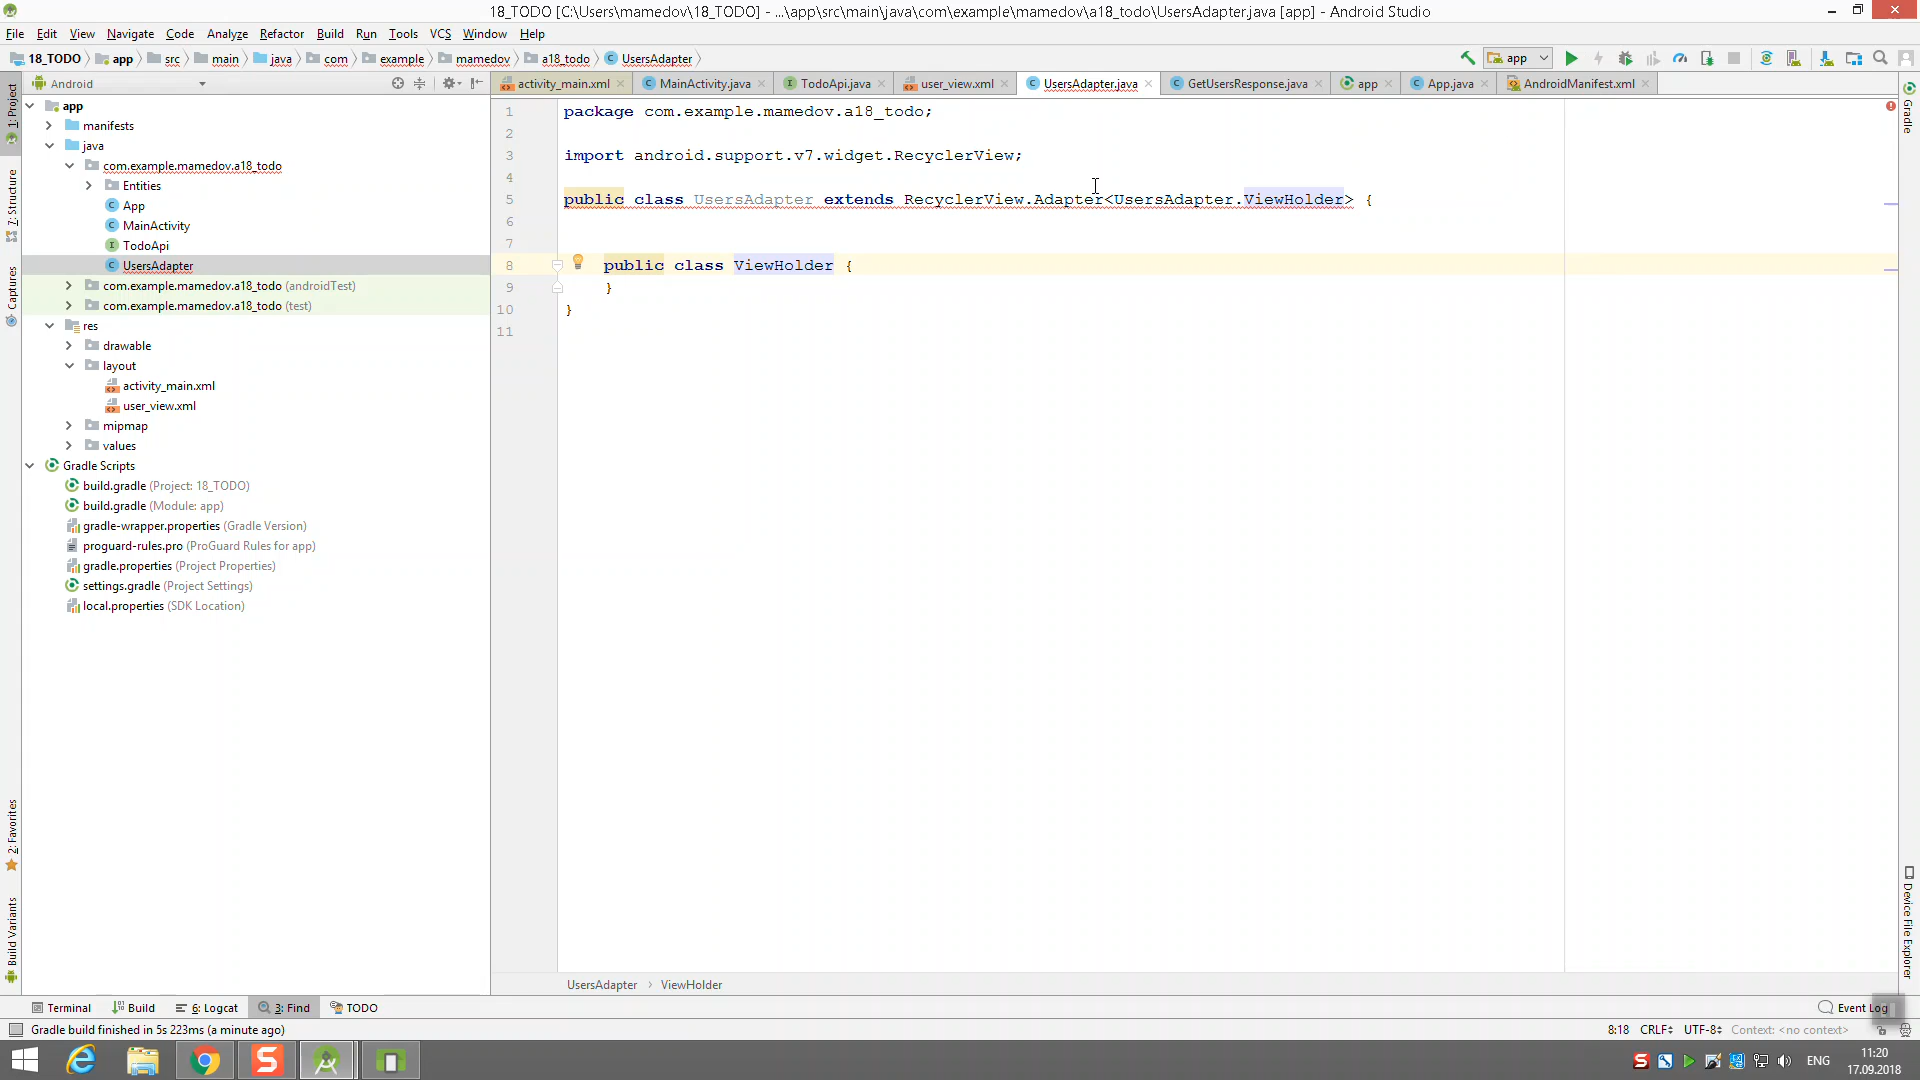 18_TODO [C:\Users\mamedov\18_TODO] - ...\app\src\main\java\com\example\mamedov\a18_todo\UsersAdapter.java [app] - Android Studio
File Edit View Navigate Code Analyze Refactor Build Run Tools VCS Window Help
18_TODO app src main java com example mamedov a18_todo UsersAdapter app
Android activity_main.xml MainActivity.java TodoApi.java user_view.xml UsersAdapter.java GetUsersResponse.java app App.java AndroidManifest.xml
1: Project
7: Structure
Captures
2: Favorites
Build Variants
app
manifests
java
com.example.mamedov.a18_todo
Entities
App
MainActivity
TodoApi
UsersAdapter
com.example.mamedov.a18_todo (androidTest)
com.example.mamedov.a18_todo (test)
res
drawable
layout
activity_main.xml
user_view.xml
mipmap
values
Gradle Scripts
build.gradle (Project: 18_TODO)
build.gradle (Module: app)
gradle-wrapper.properties (Gradle Version)
proguard-rules.pro (ProGuard Rules for app)
gradle.properties (Project Properties)
settings.gradle (Project Settings)
local.properties (SDK Location)
1 package com.example.mamedov.a18_todo;
2
3 import android.support.v7.widget.RecyclerView;
4
5 public class UsersAdapter extends RecyclerView.Adapter<UsersAdapter.ViewHolder> {
6
7
8 public class ViewHolder {
9 }
10 }
11
Gradle
Device File Explorer
UsersAdapter › ViewHolder
Terminal Build 6: Logcat 3: Find TODO Event Log
Gradle build finished in 5s 223ms (a minute ago) 8:18 CRLF UTF-8 Context: <no context>
ENG 11:20
17.09.2018